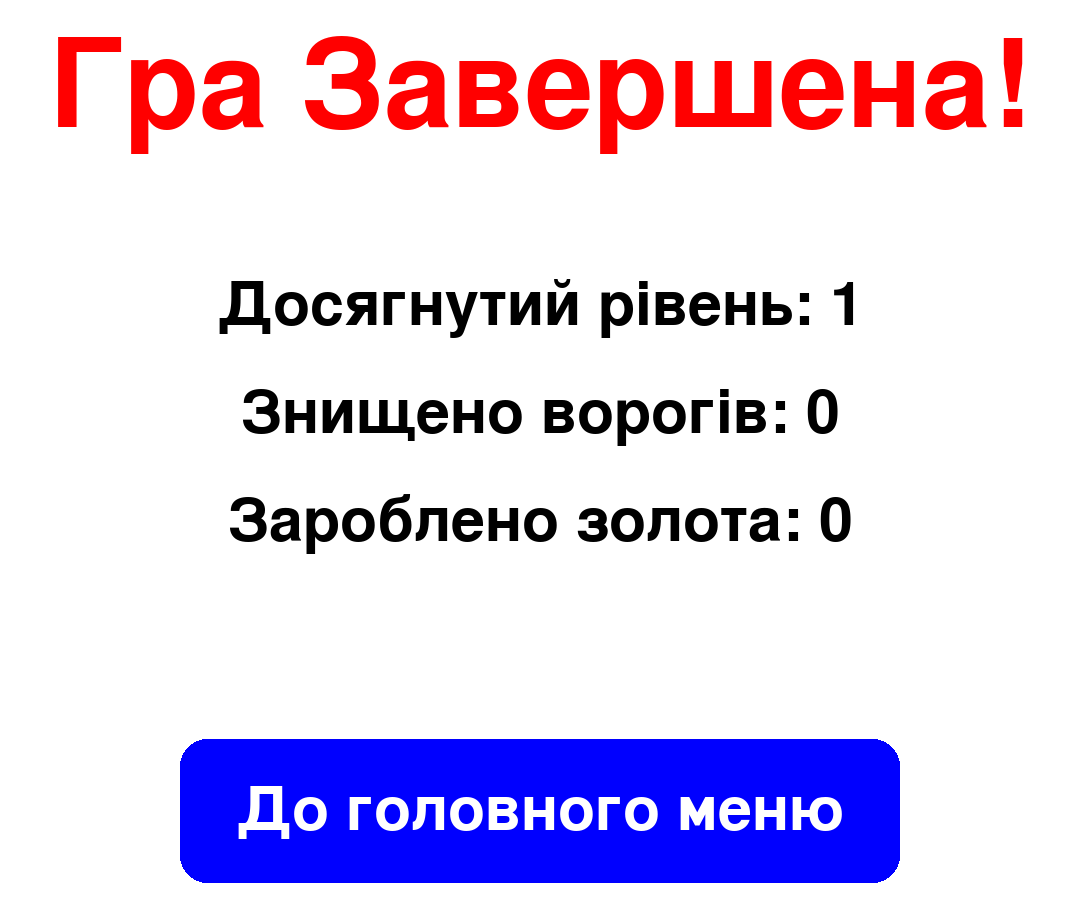 Гра Завершена!
Досягнутий рівень: 1
Знищено ворогів: 0
Зароблено золота: 0
До головного меню